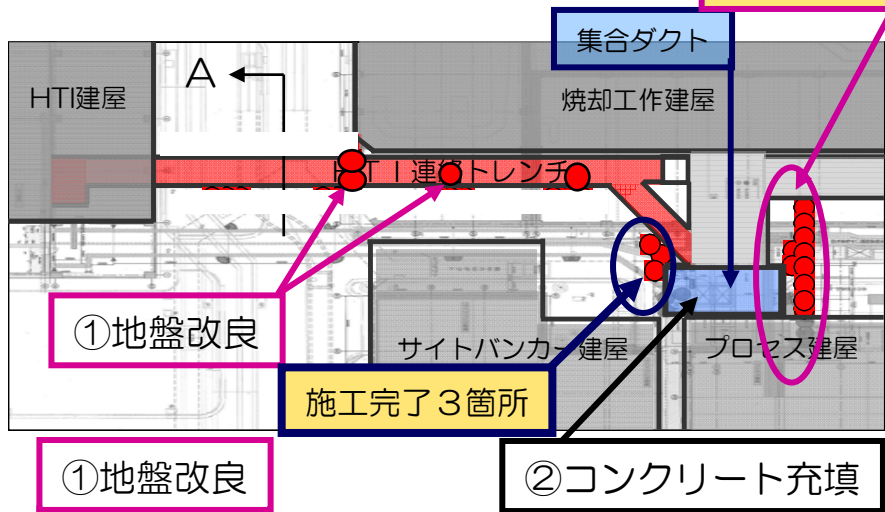 集合ダクト
A
HTI建屋
焼却工作建屋
HTI連絡トレンチ
①地盤改良
サイトバンカー建屋
プロセス建屋
施工完了3箇所
①地盤改良
②コンクリート充填